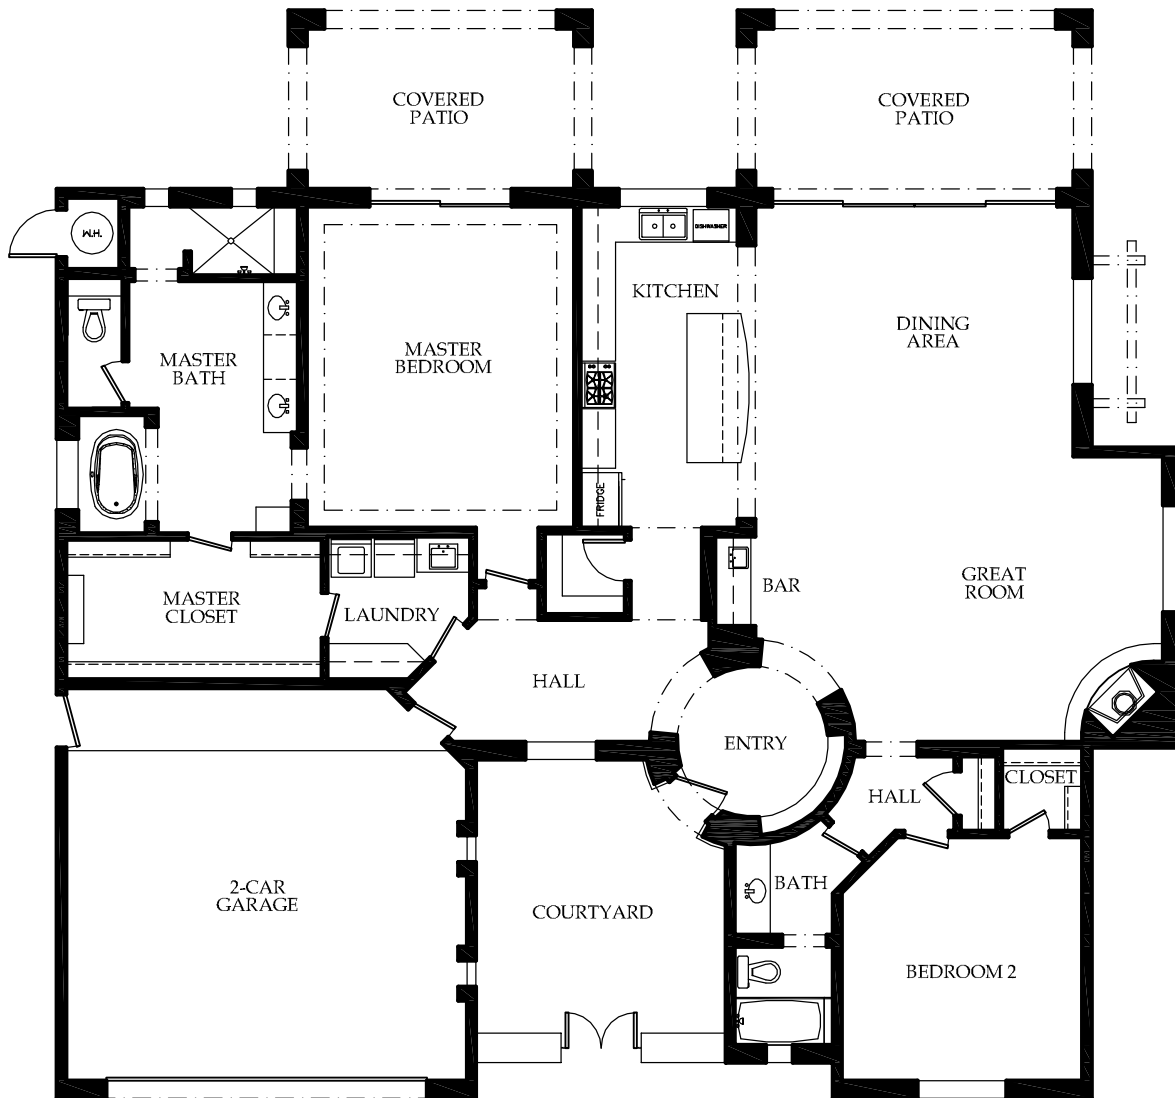 COVERED
PATIO
COVERED
PATIO
W.H.
DISHWASHER
KITCHEN
DINING
AREA
MASTER
BATH
MASTER
BEDROOM
FRIDGE
MASTER
CLOSET
LAUNDRY
BAR
GREAT
ROOM
HALL
ENTRY
CLOSET
HALL
2-CAR
GARAGE
COURTYARD
BATH
BEDROOM 2